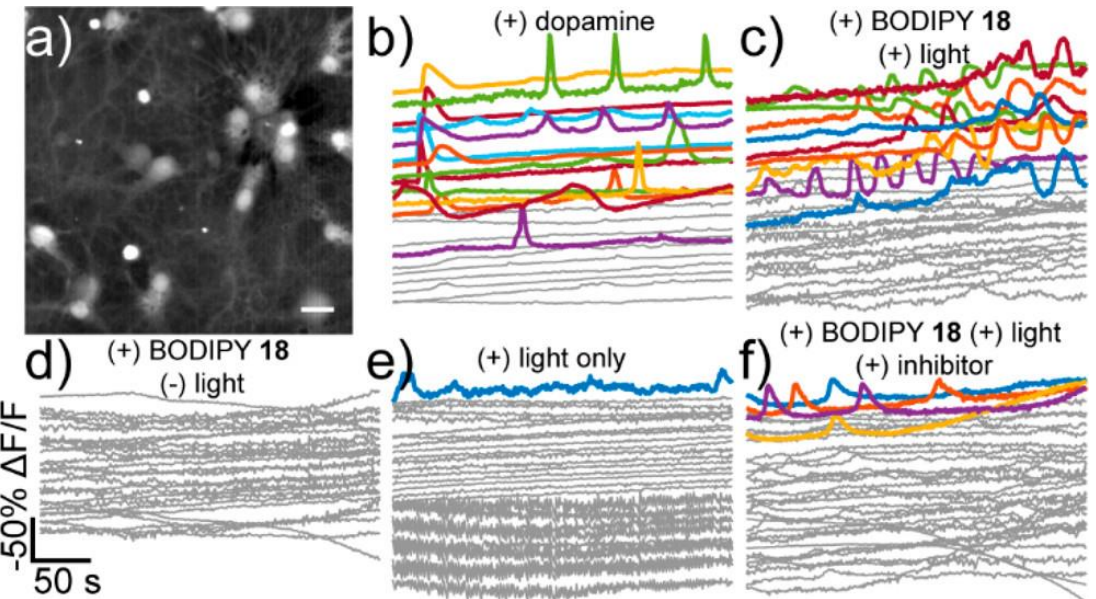 a)
b) (+) dopamine
c) (+) BODIPY 18
(+) light
d) (+) BODIPY 18
(-) light
e) (+) light only
f) (+) BODIPY 18 (+) light
(+) inhibitor
-50% ΔF/F
50 s